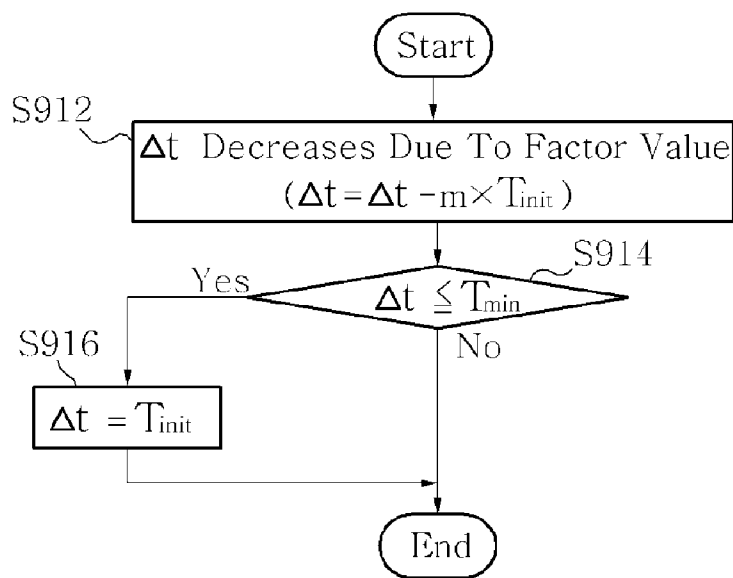 Start
S912
Δt Decreases Due To Factor Value
(Δt=Δt-m×Tinit)
S914
Yes
Δt ≦ Tmin
No
S916
Δt = Tinit
End